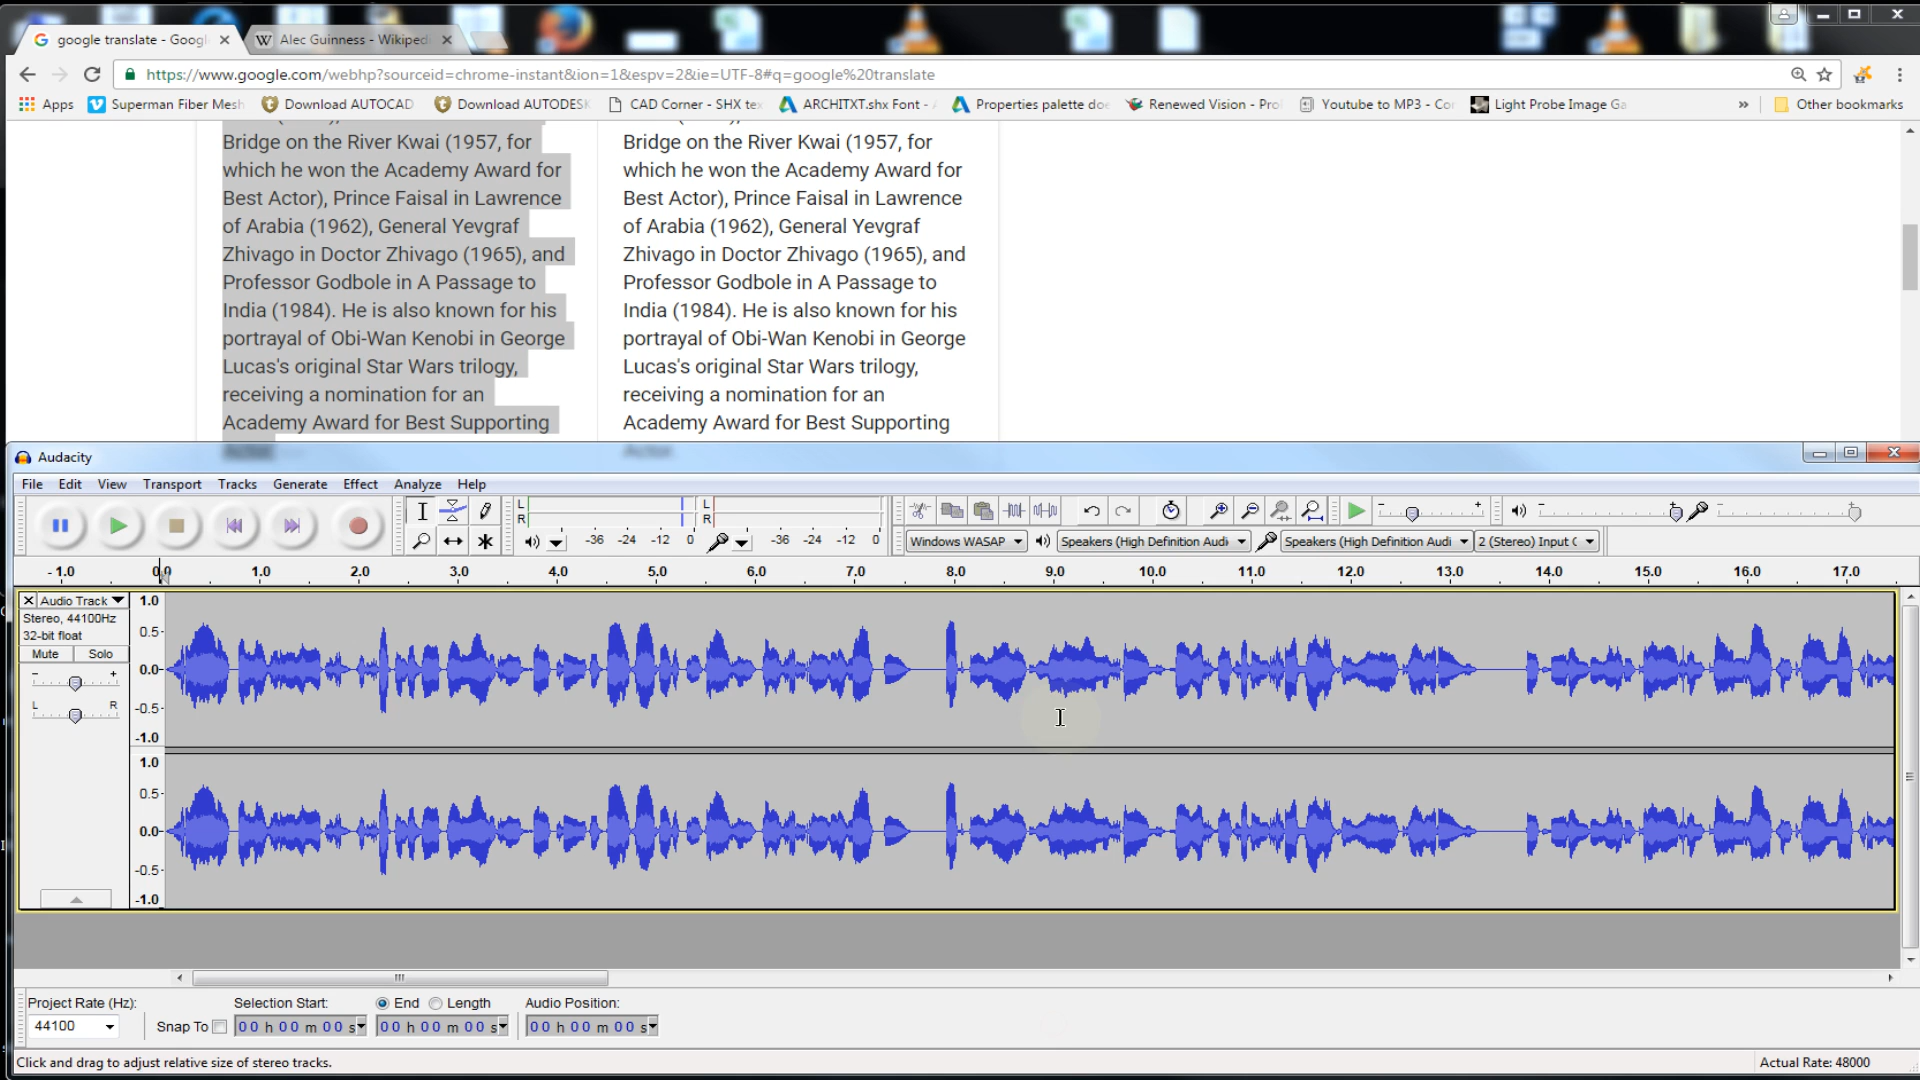 google translate - Googl
Alec Guinness - Wikiped
https://www.google.com/webhp?sourceid=chrome-instant&ion=1&espv=2&ie=UTF-8#q=google%20translate
Apps Superman Fiber Mesh Download AUTOCAD Download AUTODESK CAD Corner - SHX tex ARCHITXT.shx Font - Properties palette do Renewed Vision - Pro Youtube to MP3 - Co Light Probe Image Ga » Other bookmarks
Bridge on the River Kwai (1957, for
which he won the Academy Award for
Best Actor), Prince Faisal in Lawrence
of Arabia (1962), General Yevgraf
Zhivago in Doctor Zhivago (1965), and
Professor Godbole in A Passage to
India (1984). He is also known for his
portrayal of Obi-Wan Kenobi in George
Lucas's original Star Wars trilogy,
receiving a nomination for an
Academy Award for Best Supporting
Actor.
Bridge on the River Kwai (1957, for
which he won the Academy Award for
Best Actor), Prince Faisal in Lawrence
of Arabia (1962), General Yevgraf
Zhivago in Doctor Zhivago (1965), and
Professor Godbole in A Passage to
India (1984). He is also known for his
portrayal of Obi-Wan Kenobi in George
Lucas's original Star Wars trilogy,
receiving a nomination for an
Academy Award for Best Supporting
Actor.
Audacity
File Edit View Transport Tracks Generate Effect Analyze Help
L L
R R
-36 -24 -12 0 -36 -24 -12 0
- + - + - +
Windows WASAP Speakers (High Definition Audi Speakers (High Definition Audi 2 (Stereo) Input C
- 1.0 0.0 1.0 2.0 3.0 4.0 5.0 6.0 7.0 8.0 9.0 10.0 11.0 12.0 13.0 14.0 15.0 16.0 17.0
Audio Track
Stereo, 44100Hz
32-bit float
Mute Solo
- +
L R
1.0
0.5
0.0
-0.5
-1.0
1.0
0.5
0.0
-0.5
-1.0
Project Rate (Hz): Selection Start: End Length Audio Position:
44100 Snap To 00 h 00 m 00 s 00 h 00 m 00 s 00 h 00 m 00 s
Click and drag to adjust relative size of stereo tracks. Actual Rate: 48000